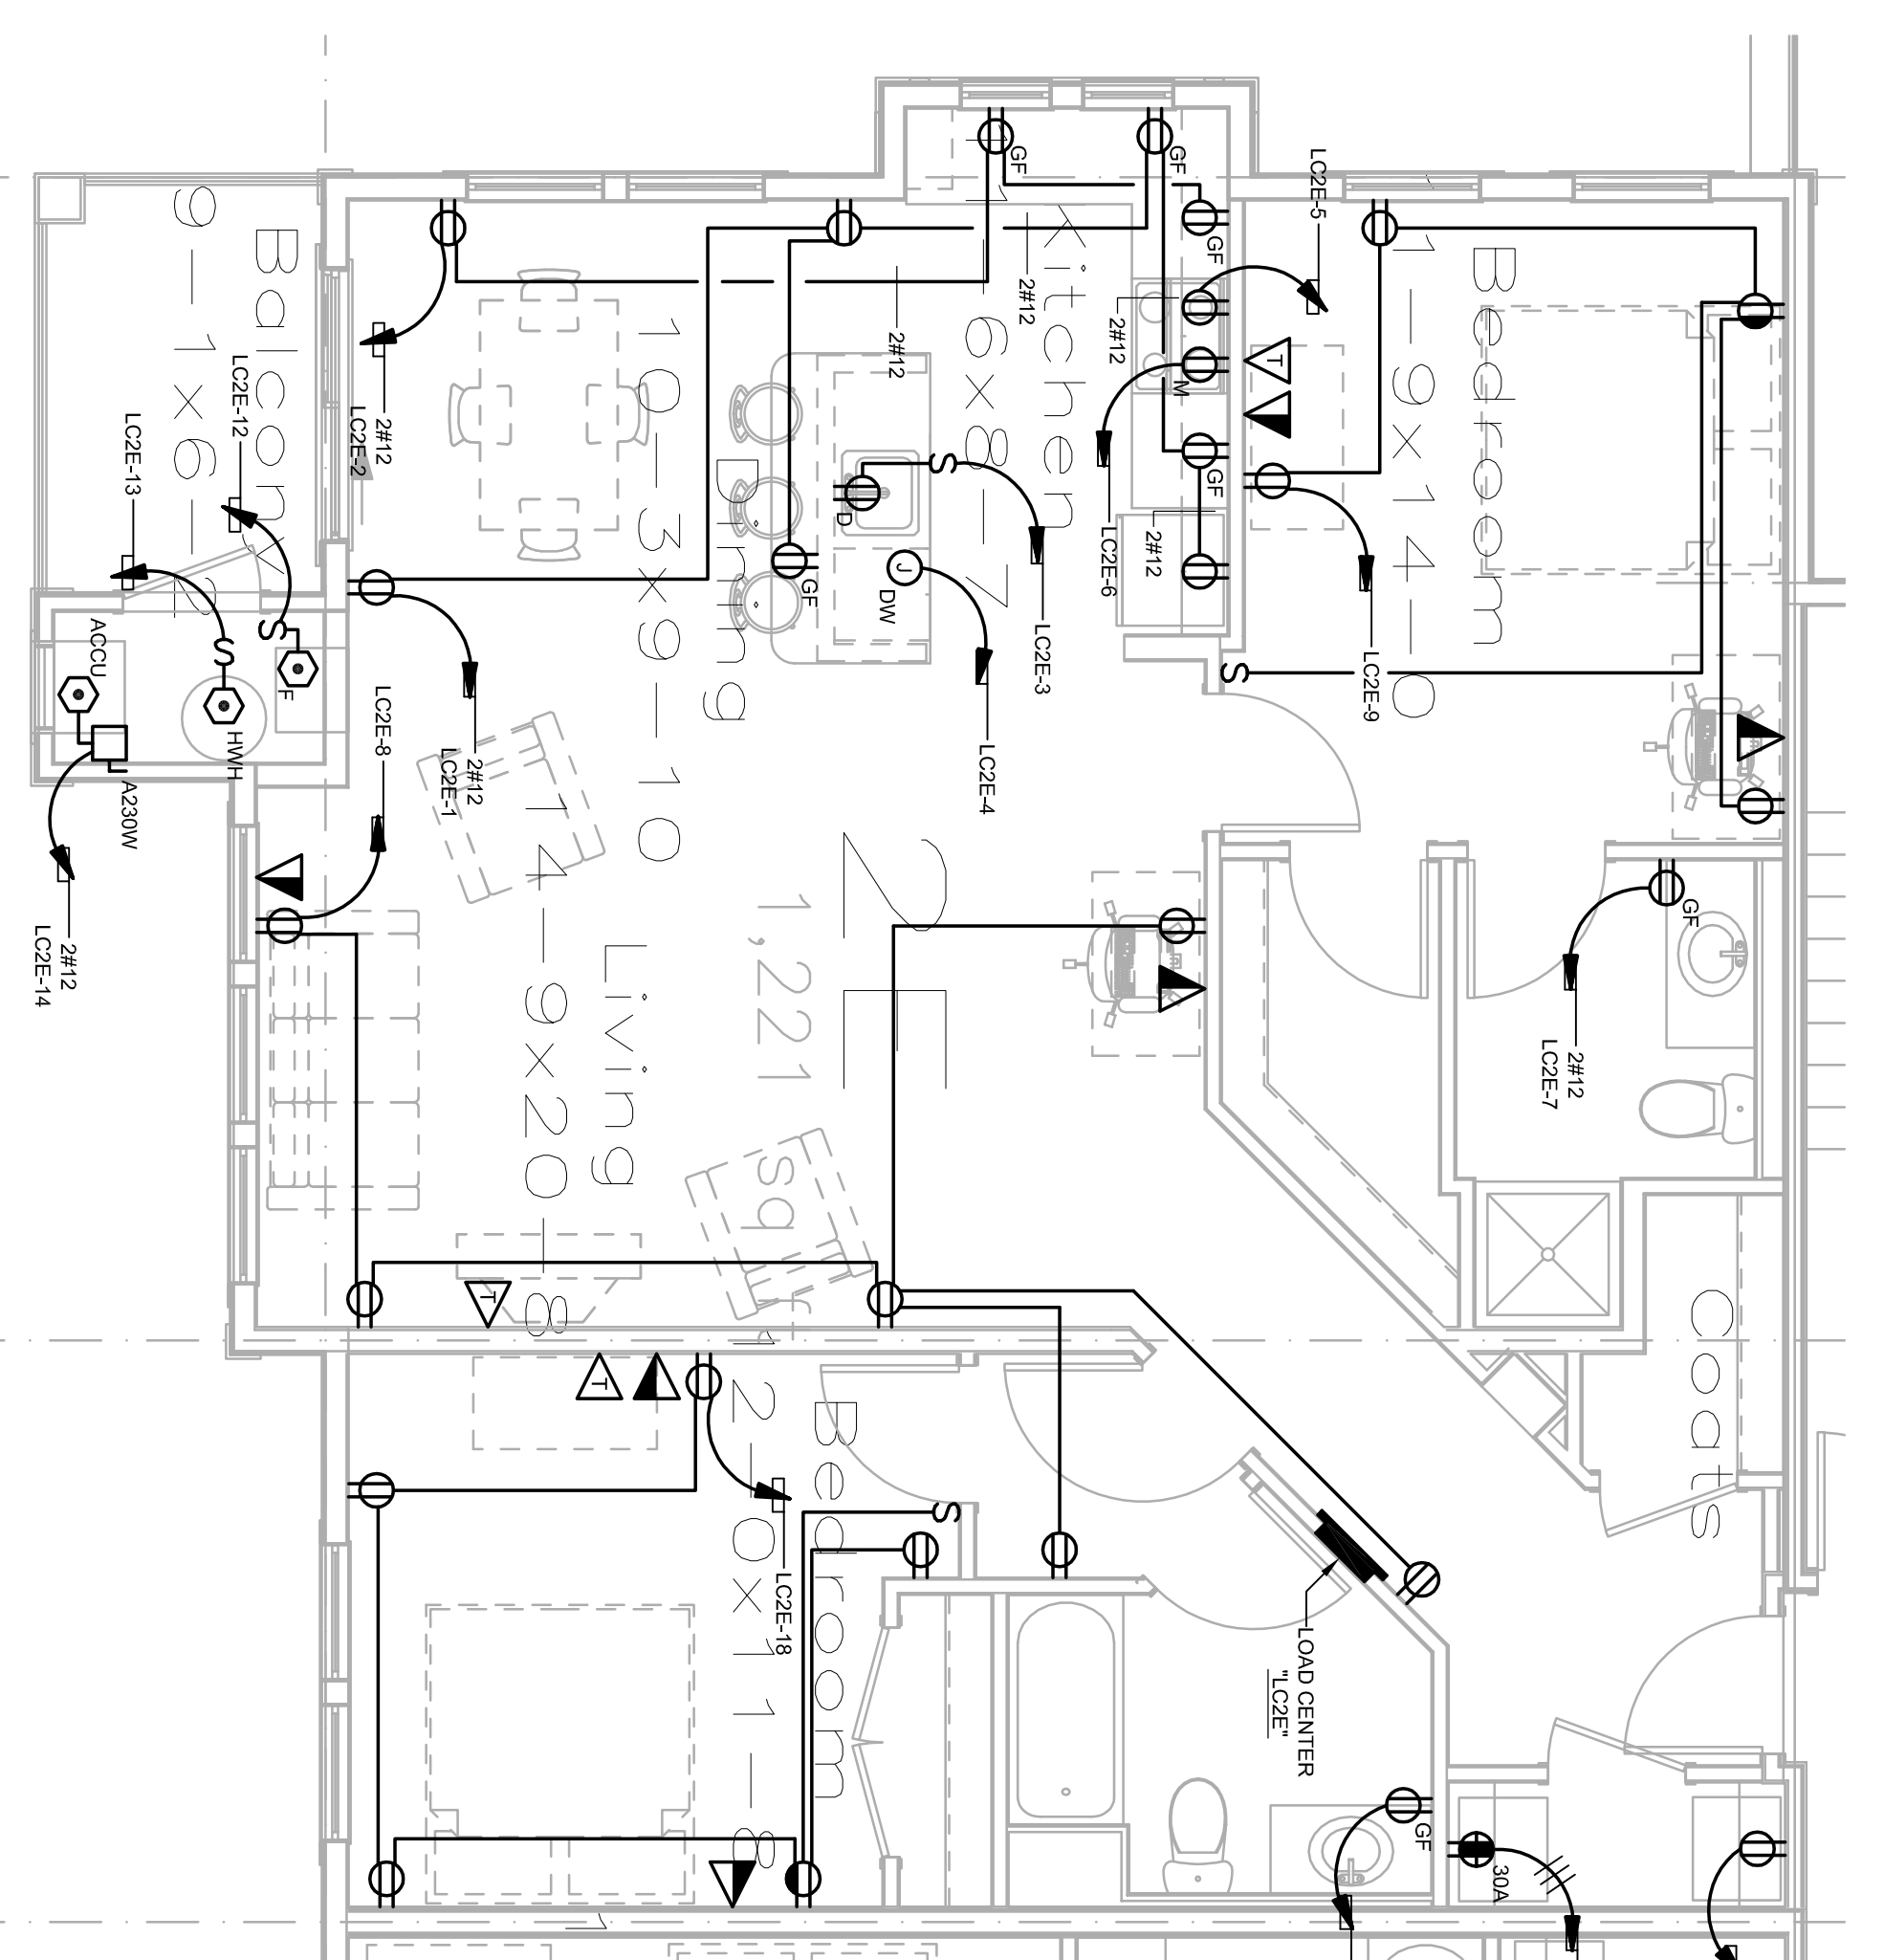 GF
GF
LC2E-5
GF
Bedroom
11-9x14-0
Kitchen
11-6x8-7
2#12
2#12
2#12
M
T
GF
2#12
LC2E-6
LC2E-9
S
Balcony
9-1x6-
LC2E-12
LC2E-13
2#12
LC2E-2
Dining
10-3x9-10
S
D
GF
J
DW
LC2E-3
LC2E-4
S
S
F
ACCU
HWH
A230W
LC2E-8
2#12
LC2E-1
2#12
LC2E-14
2E
1,221
sq ft
Living
14-9x20-8
GF
2#12
LC2E-7
Coats
T
T
Bedroom
12-0x11-8
LC2E-18
S
LOAD CENTER
"LC2E"
GF
30A